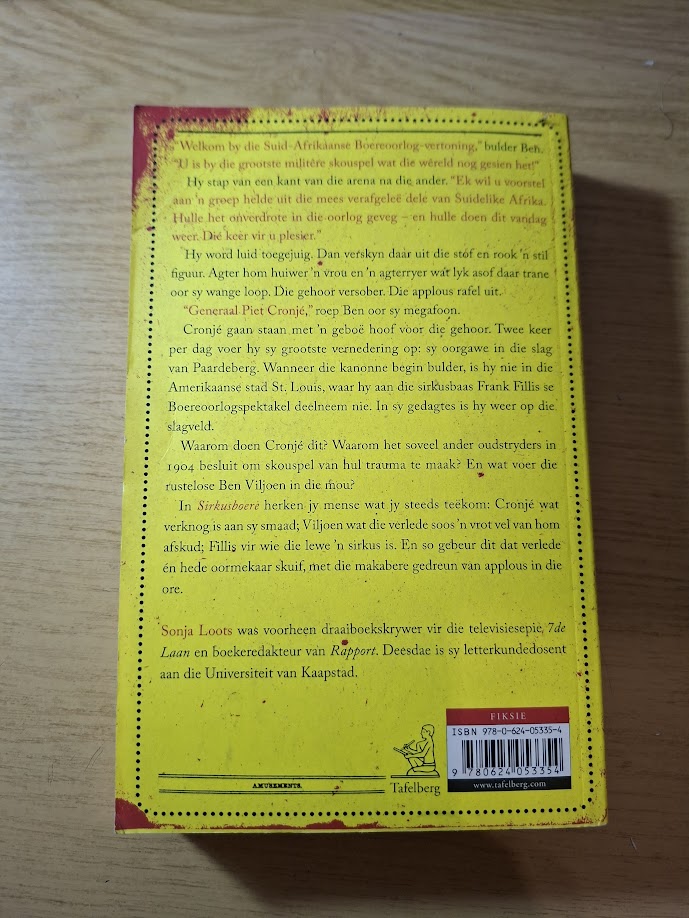 "Welkom by die Suid-Afrikaanse Boereoorlog-vertoning," bulder Ben.
"U is by die grootste militêre skouspel wat die wêreld nog gesien het!"
Hy stap van een kant van die arena na die ander. "Ek wil u voorstel
aan 'n groep helde uit die mees verafgeleë dele van Suidelike Afrika.
Hulle het onverdrote in die oorlog geveg – en hulle doen dit vandag
weer. Dié keer vir u plesier."
Hy word luid toegejuig. Dan verskyn daar uit die stof en rook 'n stil
figuur. Agter hom huiwer 'n vrou en 'n agterryer wat lyk asof daar trane
oor sy wange loop. Die gehoor versober. Die applous rafel uit.
"Generaal Piet Cronjé," roep Ben oor sy megafoon.
Cronjé gaan staan met 'n geboë hoof voor die gehoor. Twee keer
per dag voer hy sy grootste vernedering op: sy oorgawe in die slag
van Paardeberg. Wanneer die kanonne begin bulder, is hy nie in die
Amerikaanse stad St. Louis, waar hy aan die sirkusbaas Frank Fillis se
Boereoorlogspektakel deelneem nie. In sy gedagtes is hy weer op die
slagveld.
Waarom doen Cronjé dit? Waarom het soveel ander oudstryders in
1904 besluit om skouspel van hul trauma te maak? En wat voer die
rustelose Ben Viljoen in die mou?
In Sirkusboere herken jy mense wat jy steeds teëkom: Cronjé wat
verknog is aan sy smaad; Viljoen wat die verlede soos 'n vrot vel van hom
afskud; Fillis vir wie die lewe 'n sirkus is. En so gebeur dit dat verlede
én hede oormekaar skuif, met die makabere gedreun van applous in die
ore.
Sonja Loots was voorheen draaiboekskrywer vir die televisiesepie 7de
Laan en boekeredakteur van Rapport. Deesdae is sy letterkundedosent
aan die Universiteit van Kaapstad.
FIKSIE
ISBN 978-0-624-05335-4
9 780624 053354
www.tafelberg.com
Tafelberg
AMUSEMENTS.